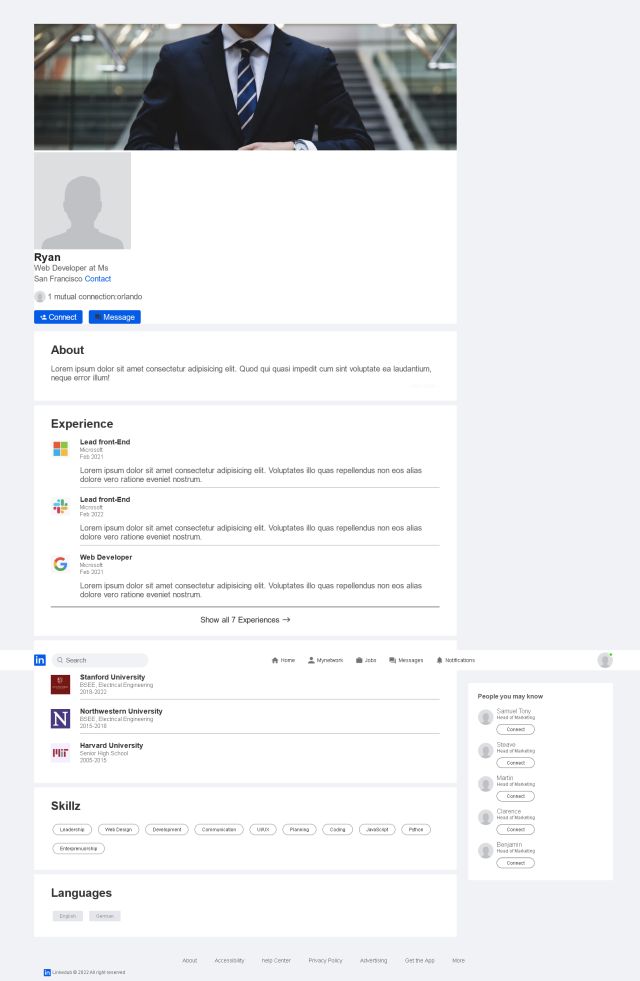 Ryan
Web Developer at Ms
San Francisco Contact
1 mutual connection:orlando
Connect
Message
About
Lorem ipsum dolor sit amet consectetur adipisicing elit. Quod qui quasi impedit cum sint voluptate ea laudantium,
neque error illum!
Experience
Lead front-End
Microsoft
Feb 2021
Lorem ipsum dolor sit amet consectetur adipisicing elit. Voluptates illo quas repellendus non eos alias
dolore vero ratione eveniet nostrum.
Lead front-End
Microsoft
Feb 2022
Lorem ipsum dolor sit amet consectetur adipisicing elit. Voluptates illo quas repellendus non eos alias
dolore vero ratione eveniet nostrum.
Web Developer
Microsoft
Feb 2021
Lorem ipsum dolor sit amet consectetur adipisicing elit. Voluptates illo quas repellendus non eos alias
dolore vero ratione eveniet nostrum.
Show all 7 Experiences →
in Search Home Mynetwork Jobs Messages Notifications
Stanford University
BSEE, Electrical Engineering
2018-2022
N
Northwestern University
BSEE, Electrical Engineering
2015-2018
Harvard University
Senior High School
2005-2015
People you may know
Samuel Tony
Head of Marketing
Connect
Steave
Head of Marketing
Connect
Martin
Head of Marketing
Connect
Clarence
Head of Marketing
Connect
Benjamin
Head of Marketing
Connect
Skillz
Leadership Web Design Development Communication UI/UX Planning Coding JavaScript Python
Enterprenuorship
Languages
English German
About Accessibility help Center Privacy Policy Advertising Get the App More
in Linkedub © 2022 All right reserved